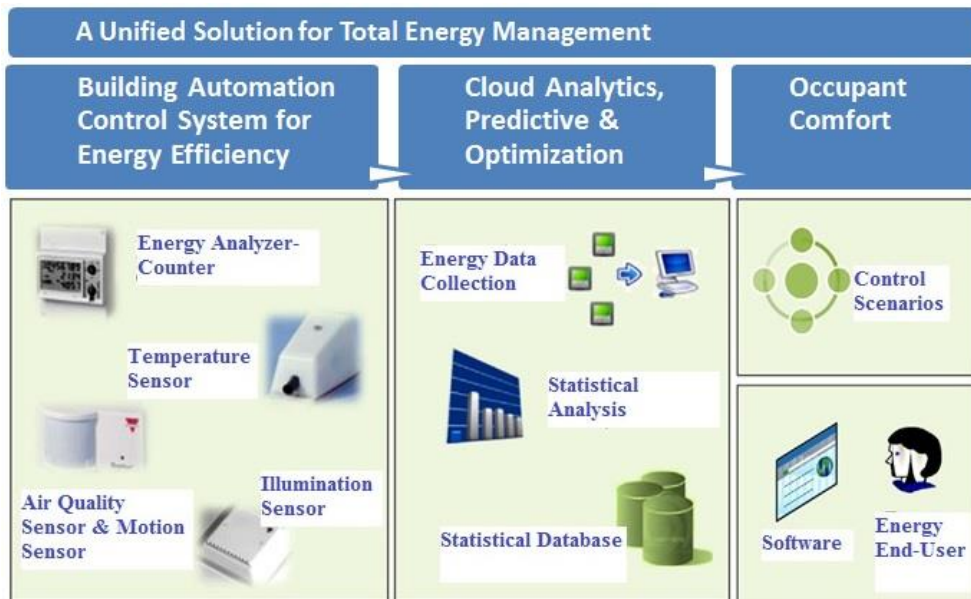 A Unified Solution for Total Energy Management
Building Automation
Control System for
Energy Efficiency
Cloud Analytics,
Predictive &
Optimization
Occupant
Comfort
Energy Analyzer-
Counter
Temperature
Sensor
Air Quality
Sensor & Motion
Sensor
Illumination
Sensor
Energy Data
Collection
Statistical
Analysis
Statistical Database
Control
Scenarios
Software
Energy
End-User